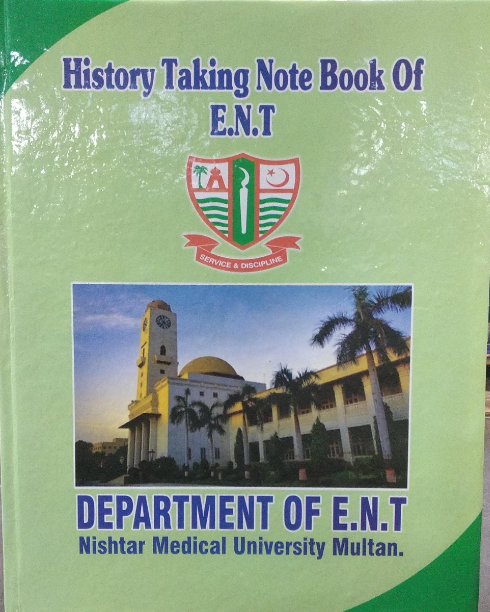 History Taking Note Book Of
E.N.T
SERVICE & DISCIPLINE
DEPARTMENT OF E.N.T
Nishtar Medical University Multan.